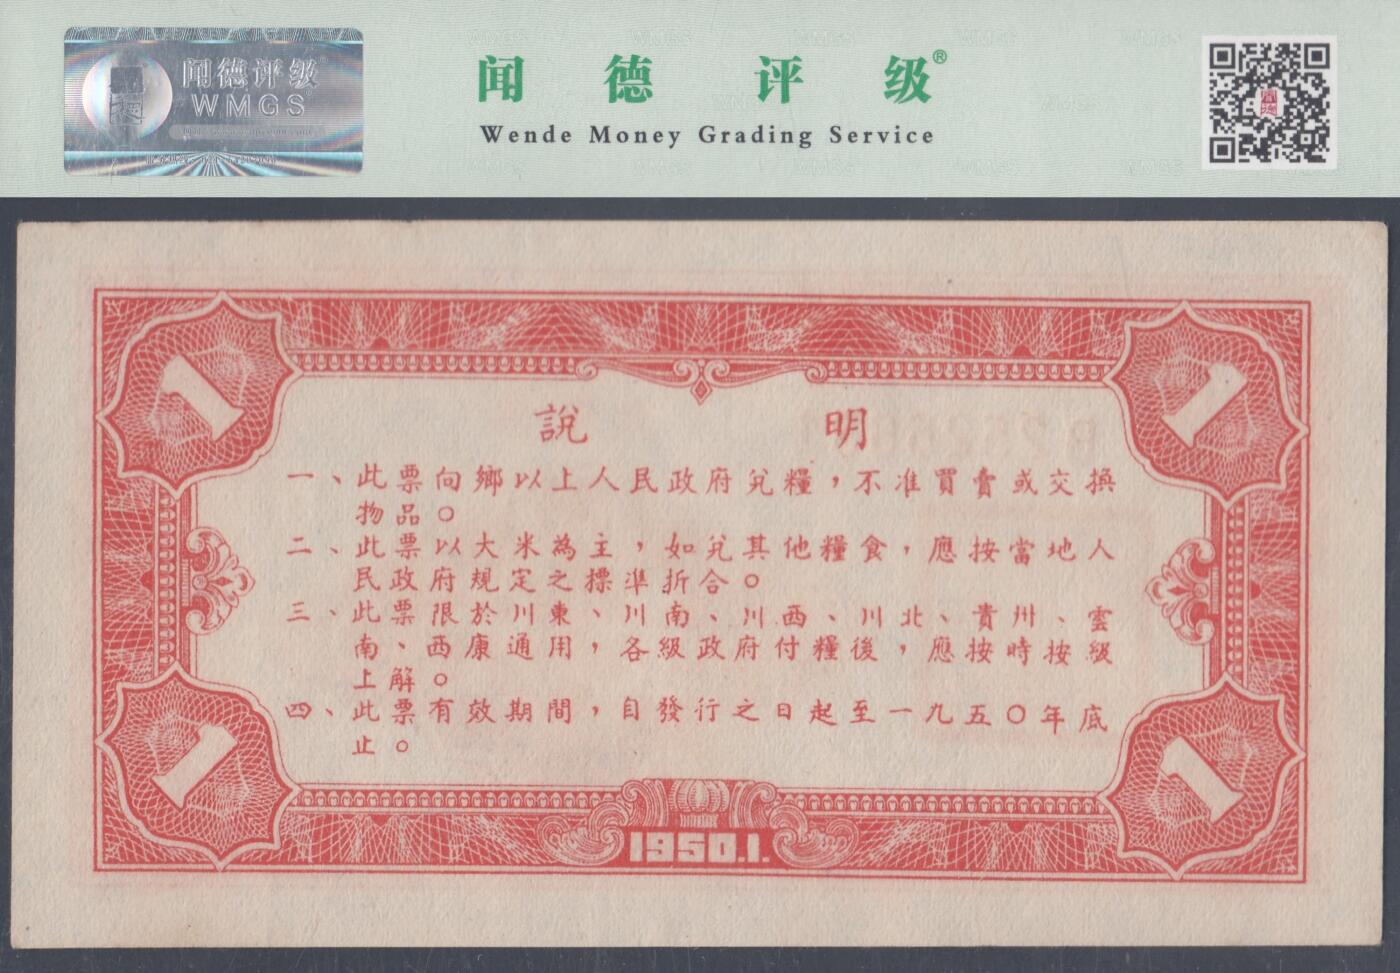 闻德评级
WMGS
闻德评级®
Wende Money Grading Service
1
1
說明
一、此票向鄉以上人民政府兌糧，不准買賣或交換
物品。
二、此票以大米為主，如兌其他糧食，應按當地人
民政府規定之標準折合。
三、此票限於川東、川南、川西、川北、貴州、雲
南、西康通用，各級政府付糧後，應按時按級
上解。
四、此票有效期間，自發行之日起至一九五〇年底
止。
1
1
1950.1.